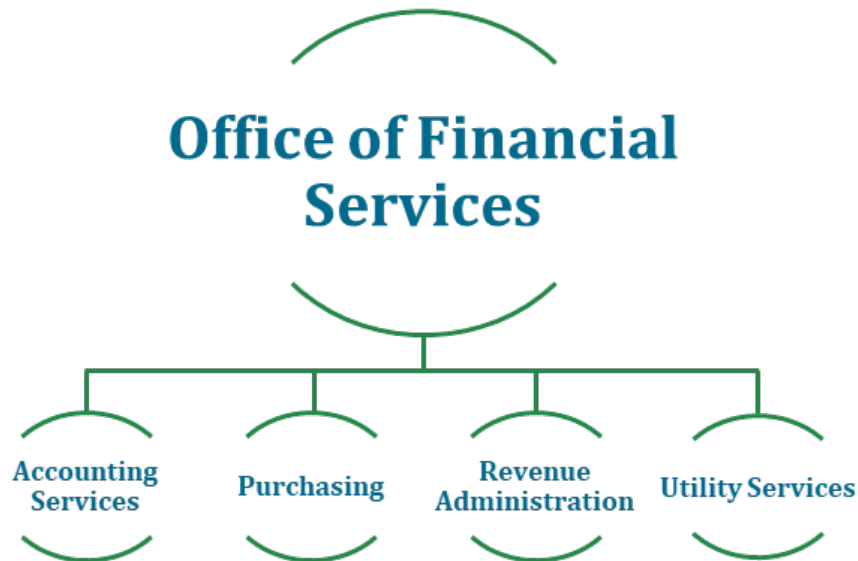 Office of Financial
Services
Accounting
Services
Purchasing
Revenue
Administration
Utility Services